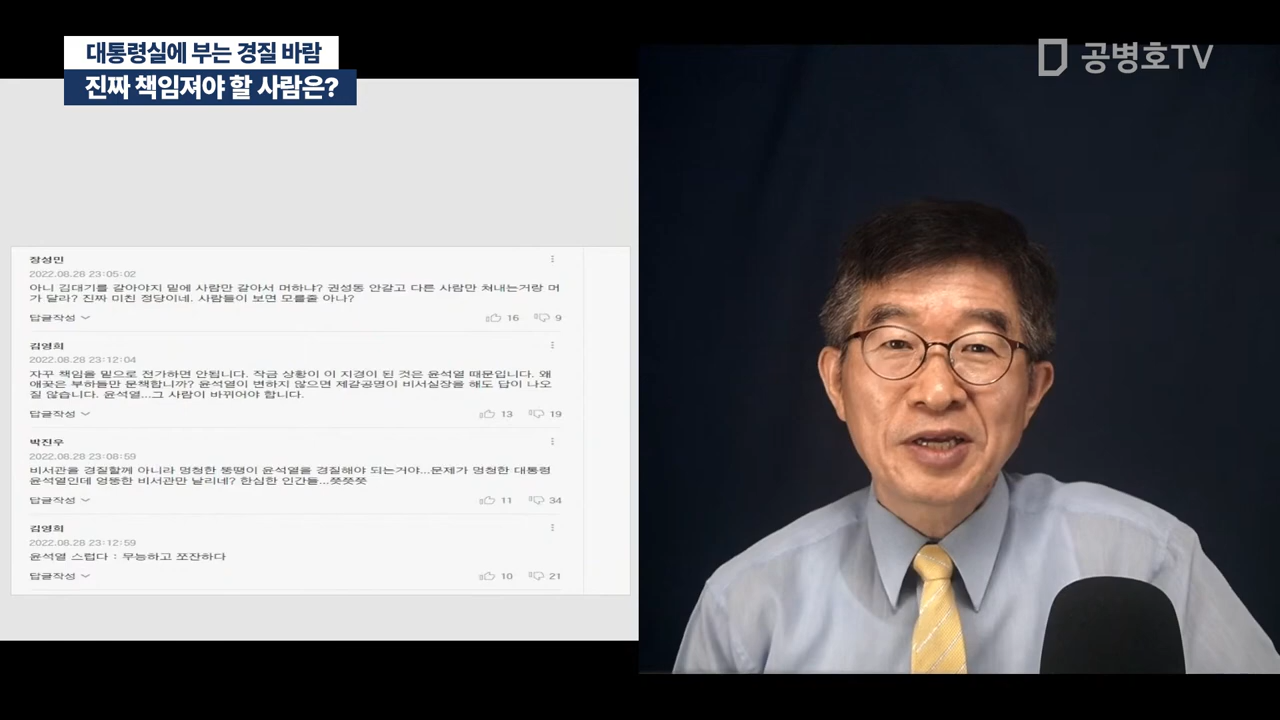 대통령실에 부는 경질 바람
진짜 책임져야 할 사람은?
공병호TV
장성민
2022.08.28 23:05:02
아니 김대기를 갈아야지 밑에 사람만 갈아서 머하냐? 권성동 안갈고 다른 사람만 쳐내는거랑 머
가 달라? 진짜 미친 정당이네. 사람들이 보면 모를줄 아나?
답글작성
16
9
김영희
2022.08.28 23:12:04
자꾸 책임을 밑으로 전가하면 안됩니다. 작금 상황이 이 지경이 된 것은 윤석열 때문입니다. 왜
애꿎은 부하들만 문책합니까? 윤석열이 변하지 않으면 제갈공명이 비서실장을 해도 답이 나오
질 않습니다. 윤석열...그 사람이 바뀌어야 합니다.
답글작성
13
19
박진우
2022.08.28 23:08:59
비서관을 경질할께 아니라 멍청한 뚱땡이 윤석열을 경질해야 되는거야...문제가 멍청한 대통령
윤석열인데 엉뚱한 비서관만 날리네? 한심한 인간들...쯧쯧쯧
답글작성
11
34
김영희
2022.08.28 23:12:59
윤석열 스럽다 : 무능하고 쪼잔하다
답글작성
10
21